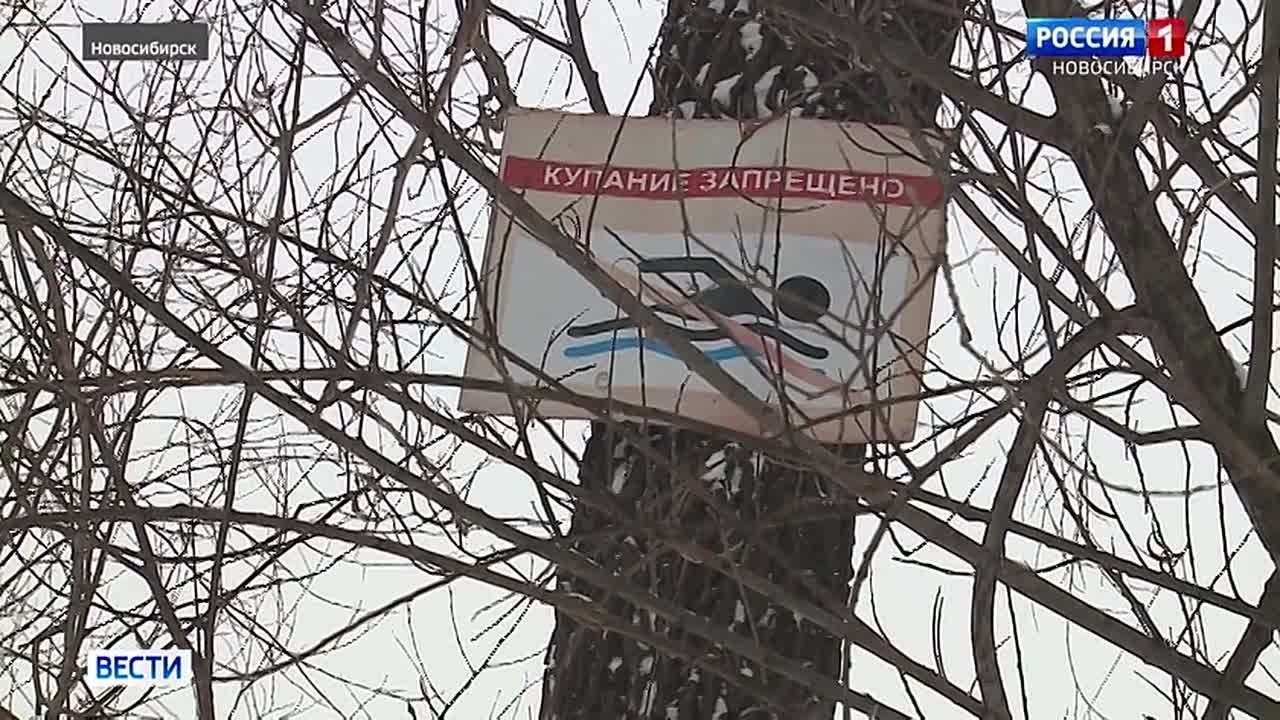 Новосибирск
РОССИЯ 1
НОВОСИБИРСК
КУПАНИЕ ЗАПРЕЩЕНО
ВЕСТИ